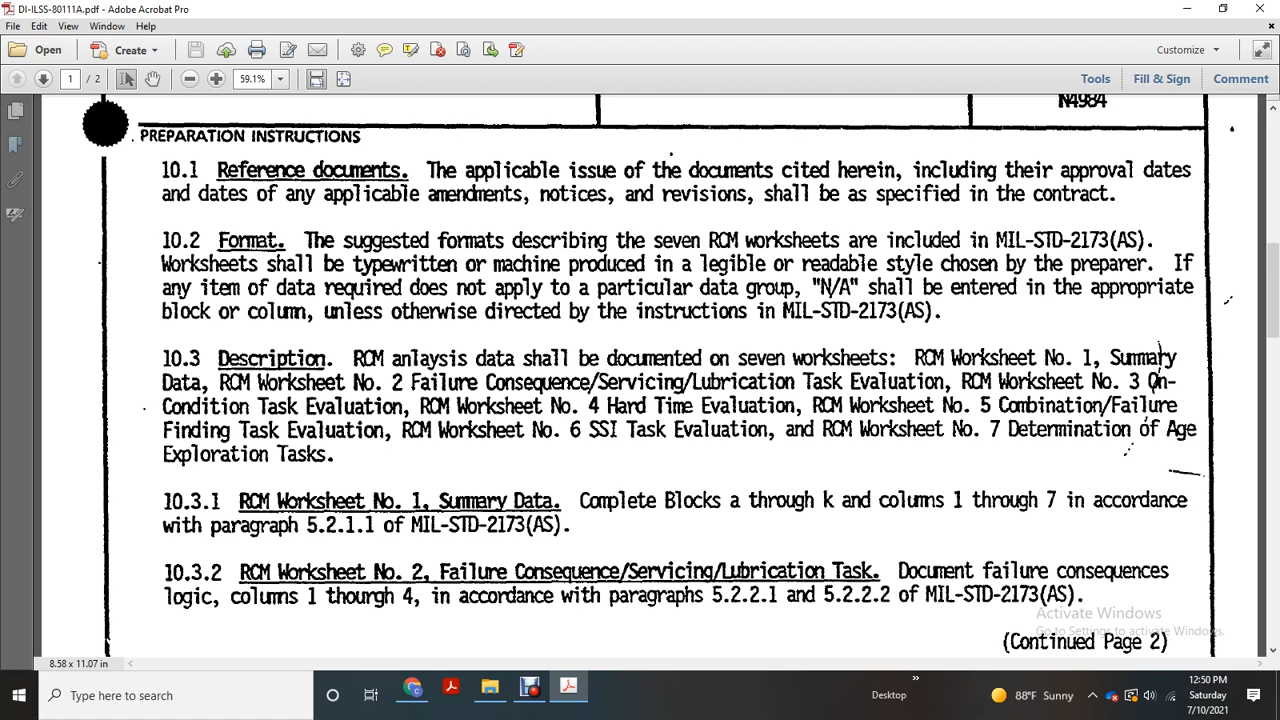 DI-ILSS-80111A.pdf - Adobe Acrobat Pro
File Edit View Window Help
Open Create Customize
1 / 2 59.1% Tools Fill & Sign Comment
N4984
PREPARATION INSTRUCTIONS
10.1 Reference documents. The applicable issue of the documents cited herein, including their approval dates
and dates of any applicable amendments, notices, and revisions, shall be as specified in the contract.
10.2 Format. The suggested formats describing the seven RCM worksheets are included in MIL-STD-2173(AS).
Worksheets shall be typewritten or machine produced in a legible or readable style chosen by the preparer. If
any item of data required does not apply to a particular data group, "N/A" shall be entered in the appropriate
block or column, unless otherwise directed by the instructions in MIL-STD-2173(AS).
10.3 Description. RCM anlaysis data shall be documented on seven worksheets: RCM Worksheet No. 1, Summary
Data, RCM Worksheet No. 2 Failure Consequence/Servicing/Lubrication Task Evaluation, RCM Worksheet No. 3 On-
Condition Task Evaluation, RCM Worksheet No. 4 Hard Time Evaluation, RCM Worksheet No. 5 Combination/Failure
Finding Task Evaluation, RCM Worksheet No. 6 SSI Task Evaluation, and RCM Worksheet No. 7 Determination of Age
Exploration Tasks.
10.3.1 RCM Worksheet No. 1, Summary Data. Complete Blocks a through k and columns 1 through 7 in accordance
with paragraph 5.2.1.1 of MIL-STD-2173(AS).
10.3.2 RCM Worksheet No. 2, Failure Consequence/Servicing/Lubrication Task. Document failure consequences
logic, columns 1 thourgh 4, in accordance with paragraphs 5.2.2.1 and 5.2.2.2 of MIL-STD-2173(AS).
Activate Windows
Go to Settings to activate Windows.
(Continued Page 2)
8.58 x 11.07 in
Type here to search
Desktop
88°F Sunny
12:50 PM
Saturday
7/10/2021